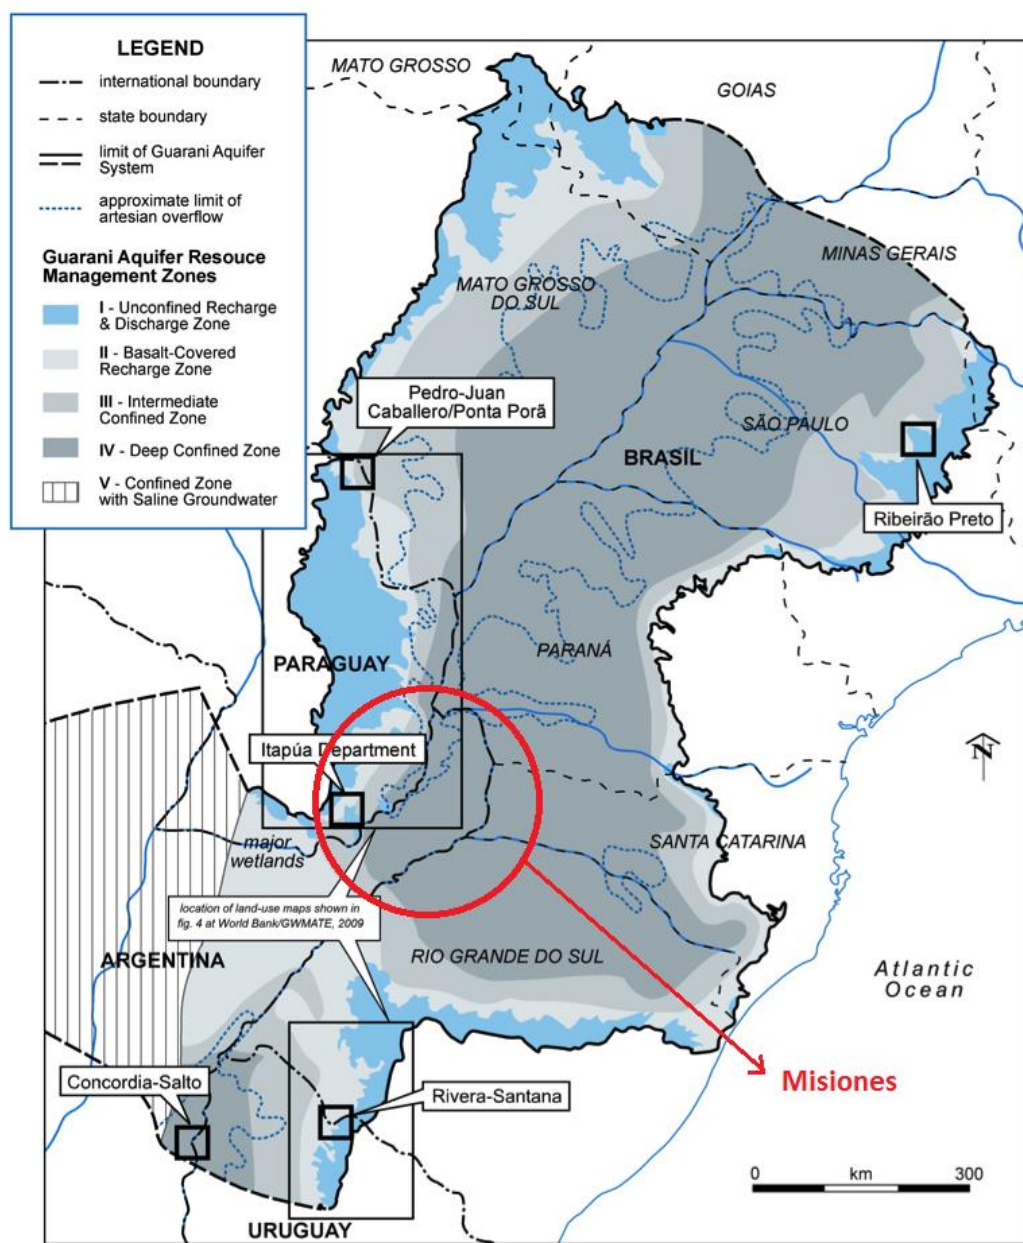 LEGEND
international boundary
state boundary
limit of Guarani Aquifer
System
approximate limit of
artesian overflow
Guarani Aquifer Resouce
Management Zones
I - Unconfined Recharge
& Discharge Zone
II - Basalt-Covered
Recharge Zone
III - Intermediate
Confined Zone
IV - Deep Confined Zone
V - Confined Zone
with Saline Groundwater
MATO GROSSO
GOIAS
MINAS GERAIS
MATO GROSSO
DO SUL
Pedro-Juan
Caballero/Ponta Porã
SÃO PAULO
BRASIL
Ribeirão Preto
PARANÁ
PARAGUAY
Itapúa Department
N
major
wetlands
SANTA CATARINA
location of land-use maps shown in
fig. 4 at World Bank/GWMATE, 2009
ARGENTINA
RIO GRANDE DO SUL
Atlantic
Ocean
Concordia-Salto
Rivera-Santana
Misiones
0 km 300
URUGUAY